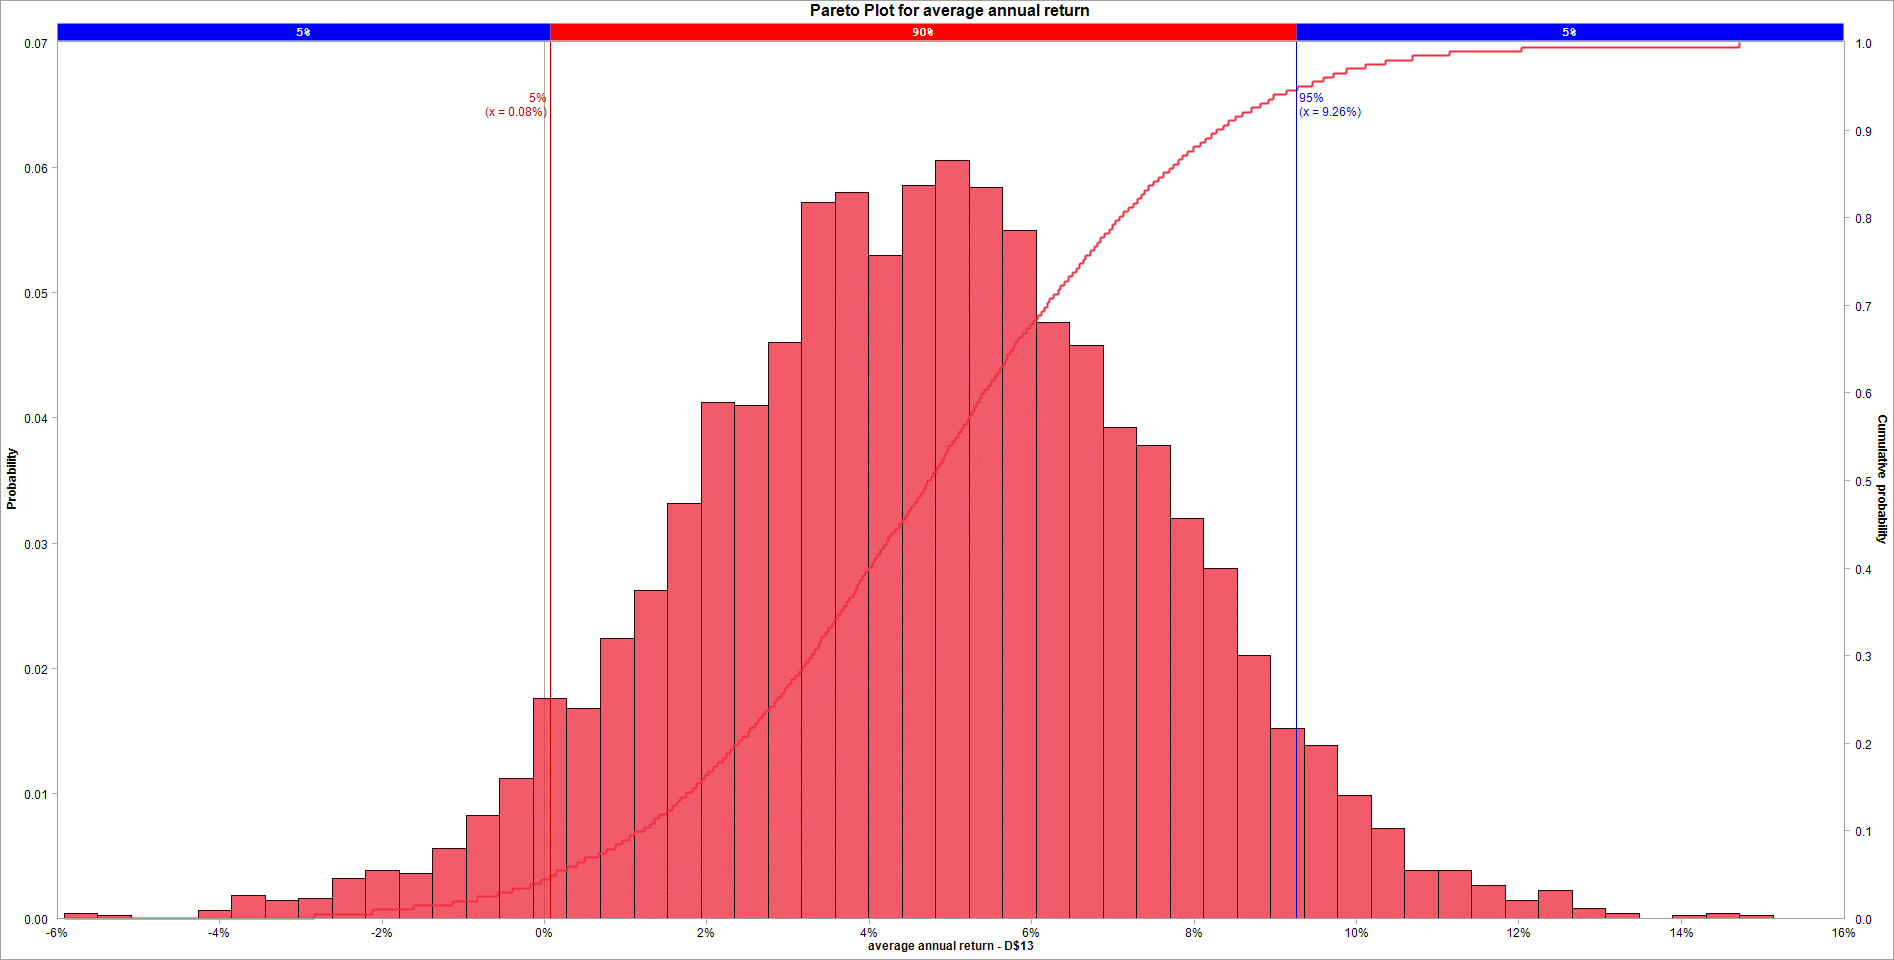 Pareto Plot for average annual return
5% 90% 5%
0.07
0.06
0.05
0.04
0.03
0.02
0.01
0.00
Probability
5%
(x = 0.08%)
95%
(x = 9.26%)
1.0
0.9
0.8
0.7
0.6
0.5
0.4
0.3
0.2
0.1
0.0
Cumulative probability
-6% -4% -2% 0% 2% 4% 6% 8% 10% 12% 14% 16%
average annual return - D$13